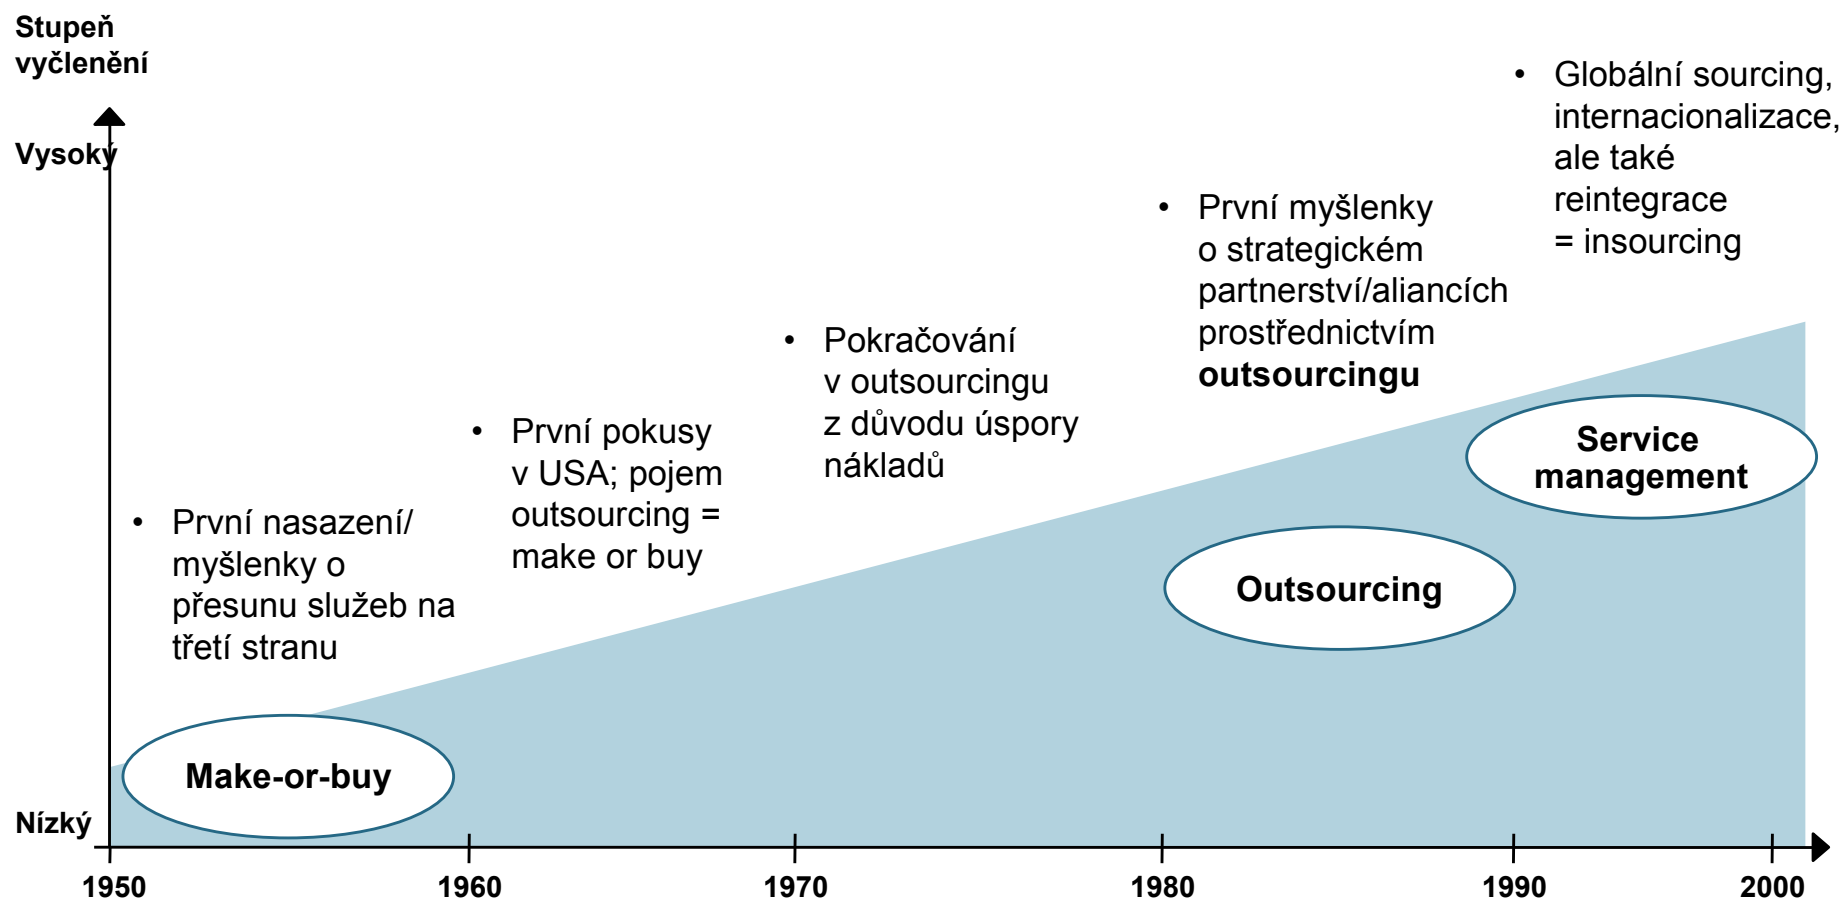 Stupeň
vyčlenění
Vysoký
• Globální sourcing,
internacionalizace,
ale také
reintegrace
= insourcing
• První myšlenky
o strategickém
partnerství/aliancích
prostřednictvím
outsourcingu
• Pokračování
v outsourcingu
z důvodu úspory
nákladů
• První pokusy
v USA; pojem
outsourcing =
make or buy
• První nasazení/
myšlenky o
přesunu služeb na
třetí stranu
Service
management
Outsourcing
Make-or-buy
Nízký
1950
1960
1970
1980
1990
2000